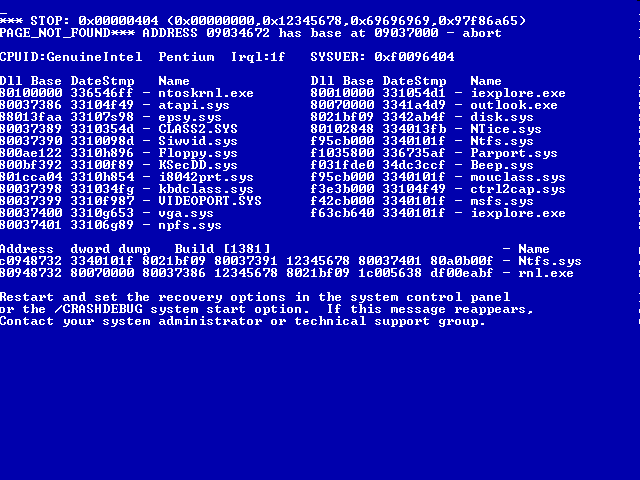 *** STOP: 0x00000404 (0x00000000,0x12345678,0x69696969,0x97f86a65)
PAGE_NOT_FOUND*** ADDRESS 09034672 has base at 09037000 - abort
CPUID:GenuineIntel  Pentium  Irql:1f   SYSVER: 0xf0096404
Dll Base DateStmp   Name                Dll Base DateStmp   Name
80100000 336546ff - ntoskrnl.exe        80010000 331054d1 - iexplore.exe
80037386 33104f49 - atapi.sys           80070000 3341a4d9 - outlook.exe
88013faa 33107s98 - epsy.sys            8021bf09 3342ab4f - disk.sys
80037389 3310354d - CLASS2.SYS          80102848 334013fb - NTice.sys
80037390 3310098d - Siwvid.sys          f95cb000 3340101f - Ntfs.sys
800ae122 3310h896 - Floppy.sys          f1035800 336735af - Parport.sys
800bf392 33100f89 - KSecDD.sys          f031fde0 34dc3ccf - Beep.sys
801cca04 3310h854 - i8042prt.sys        f95cb000 3340101f - mouclass.sys
80037398 331034fg - kbdclass.sys        f3e3b000 33104f49 - ctrl2cap.sys
80037399 3310f987 - VIDEOPORT.SYS       f42cb000 3340101f - msfs.sys
80037400 3310g653 - vga.sys             f63cb640 3340101f - iexplore.exe
80037401 33106g89 - npfs.sys
Address  dword dump   Build [1381]                              - Name
c0948732 3340101f 8021bf09 80037391 12345678 80037401 80a0b00f - Ntfs.sys
80948732 80070000 80037386 12345678 8021bf09 1c005638 df00eabf - rnl.exe
Restart and set the recovery options in the system control panel
or the /CRASHDEBUG system start option.  If this message reappears,
Contact your system administrator or technical support group.